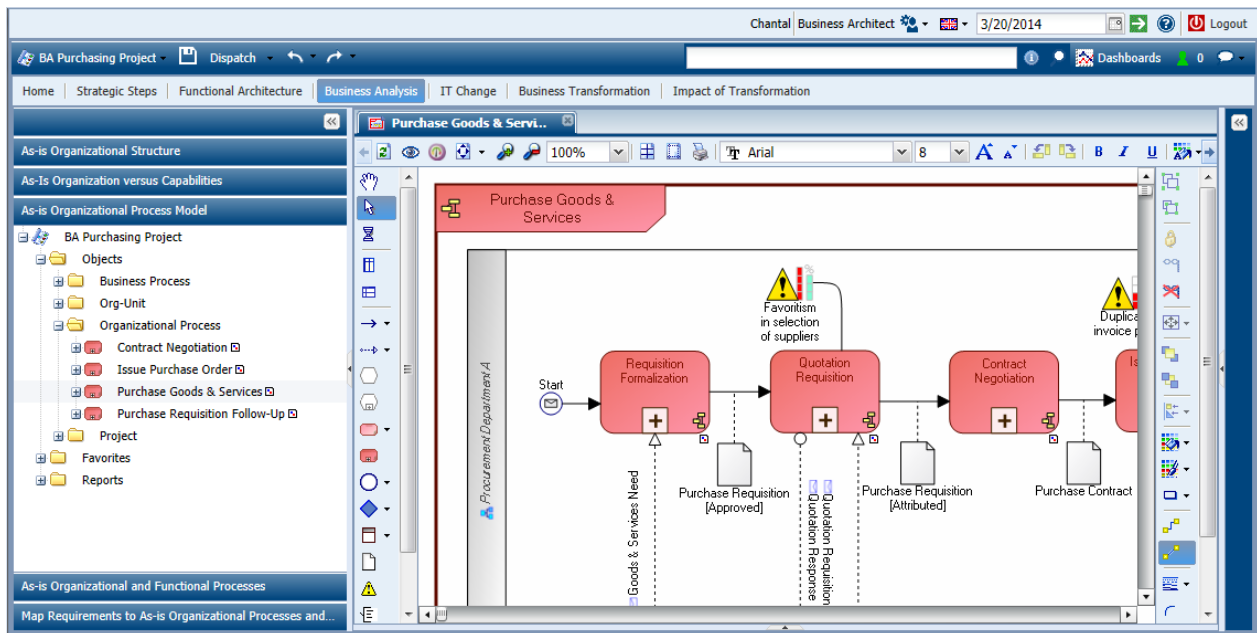 Chantal Business Architect 3/20/2014 Logout
BA Purchasing Project Dispatch Dashboards 0
Home Strategic Steps Functional Architecture Business Analysis IT Change Business Transformation Impact of Transformation
As-is Organizational Structure
As-Is Organization versus Capabilities
As-is Organizational Process Model
BA Purchasing Project
Objects
Business Process
Org-Unit
Organizational Process
Contract Negotiation
Issue Purchase Order
Purchase Goods & Services
Purchase Requisition Follow-Up
Project
Favorites
Reports
As-is Organizational and Functional Processes
Map Requirements to As-is Organizational Processes and...
Purchase Goods & Servi...
100% Arial 8 A A B I U
Purchase Goods &
Services
Procurement Department A
Start
Requisition
Formalization
Favoritism
in selection
of suppliers
Quotation
Requisition
Contract
Negotiation
Duplica
invoice p
Is
Purchase Requisition
[Approved]
Purchase Requisition
[Attributed]
Purchase Contract
Goods & Services Need
Quotation Response
Quotation Requisition